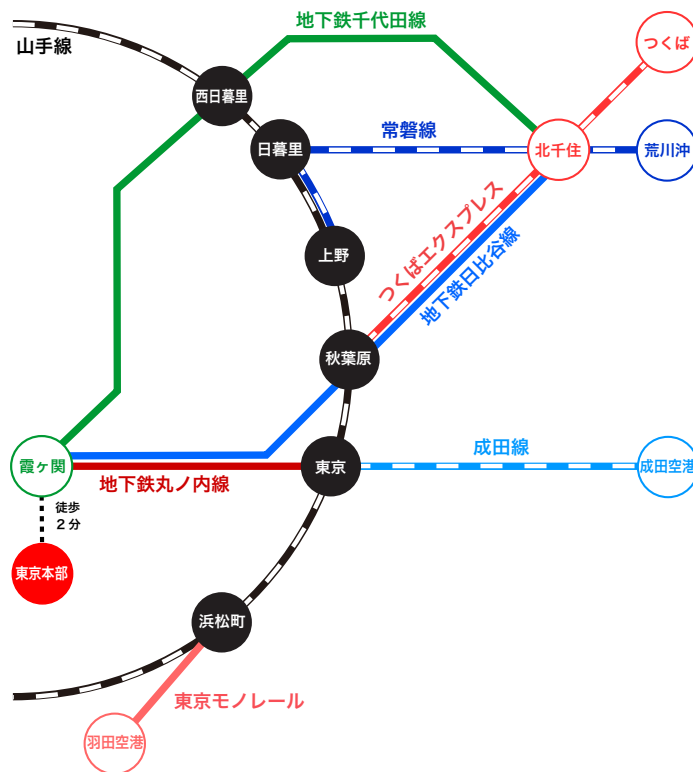 地下鉄千代田線
山手線
つくば
西日暮里
常磐線
日暮里
北千住
荒川沖
つくばエクスプレス
地下鉄日比谷線
上野
秋葉原
成田線
霞ヶ関
東京
成田空港
地下鉄丸ノ内線
徒歩
2分
東京本部
浜松町
東京モノレール
羽田空港